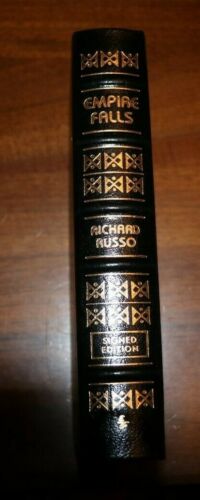 EMPIRE
FALLS
RICHARD
RUSSO
SIGNED
EDITION